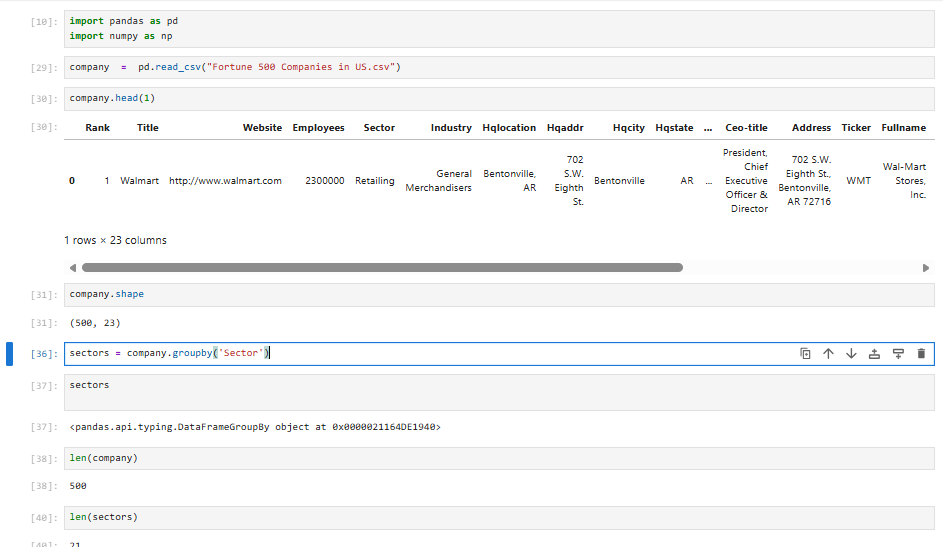 [10]: import pandas as pd
import numpy as np
[29]: company  =  pd.read_csv("Fortune 500 Companies in US.csv")
[30]: company.head(1)
[30]: Rank Title Website Employees Sector Industry Hqlocation Hqaddr Hqcity Hqstate ... Ceo-title Address Ticker Fullname
0 1 Walmart http://www.walmart.com 2300000 Retailing General Merchandisers Bentonville, AR 702 S.W. Eighth St. Bentonville AR ... President, Chief Executive Officer & Director 702 S.W. Eighth St., Bentonville, AR 72716 WMT Wal-Mart Stores, Inc.
1 rows × 23 columns
[31]: company.shape
[31]: (500, 23)
[36]: sectors = company.groupby('Sector')
[37]: sectors
[37]: <pandas.api.typing.DataFrameGroupBy object at 0x0000021164DE1940>
[38]: len(company)
[38]: 500
[40]: len(sectors)
[40]: 21